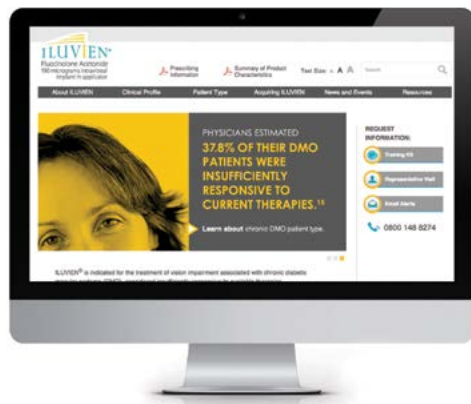 ILUVIEN®
Fluocinolone Acetonide
190 micrograms intravitreal
implant in applicator
Prescribing
Information
Summary of Product
Characteristics
Text Size: A A A
Search
About ILUVIEN
Clinical Profile
Patient Type
Acquiring ILUVIEN
News and Events
Resources
PHYSICIANS ESTIMATED
37.8% OF THEIR DMO
PATIENTS WERE
INSUFFICIENTLY
RESPONSIVE TO
CURRENT THERAPIES.
Learn about chronic DMO patient type.
REQUEST
INFORMATION:
Training Kit
Representative Visit
Email Alerts
0800 148 8274
ILUVIEN® is indicated for the treatment of vision impairment associated with chronic diabetic